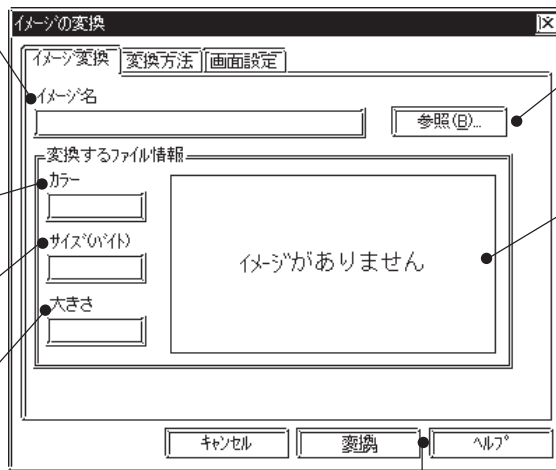 イメージの変換
イメージ変換 変換方法 画面設定
イメージ名
参照(B)...
変換するファイル情報
カラー
サイズ(バイト)
イメージがありません
大きさ
キャンセル 変換 ヘルプ